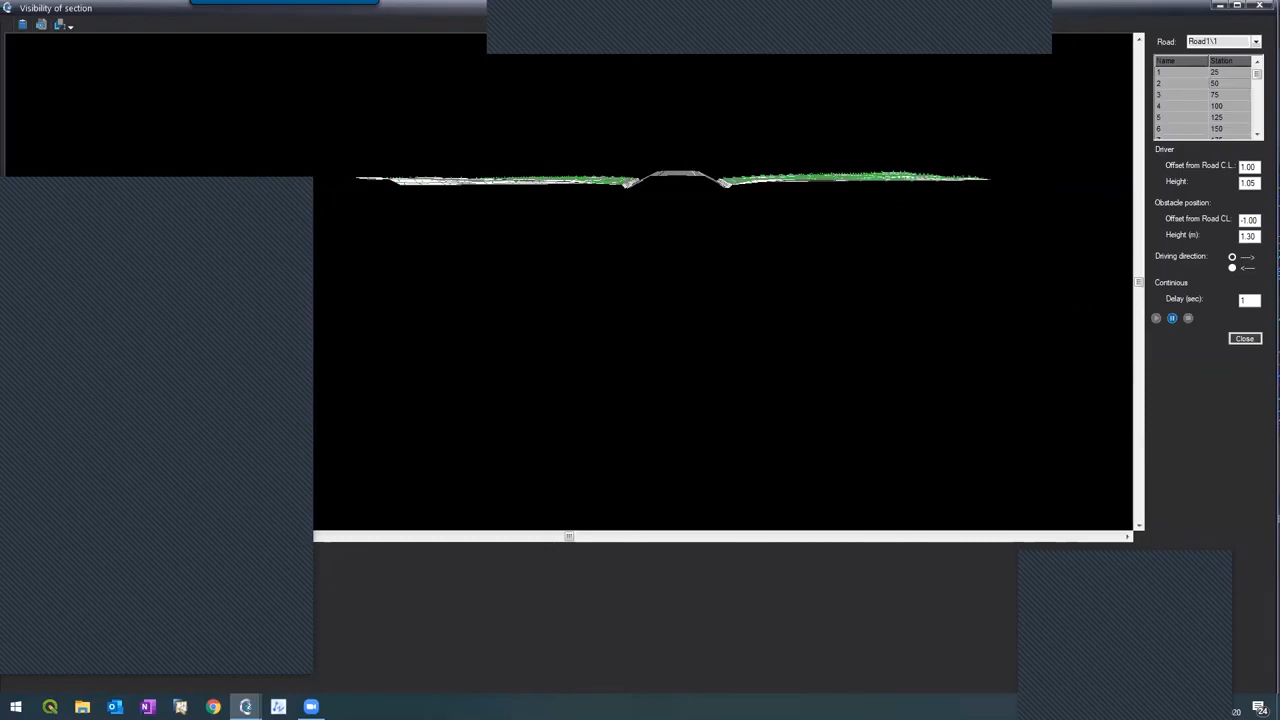 Visibility of section
Road: Road1\1
Name Station
1 25
2 50
3 75
4 100
5 125
6 150
Driver
Offset from Road C.L.: 1.00
Height: 1.05
Obstacle position:
Offset from Road CL: -1.00
Height (m): 1.30
Driving direction: ---->
<----
Continious
Delay (sec): 1
Close
24